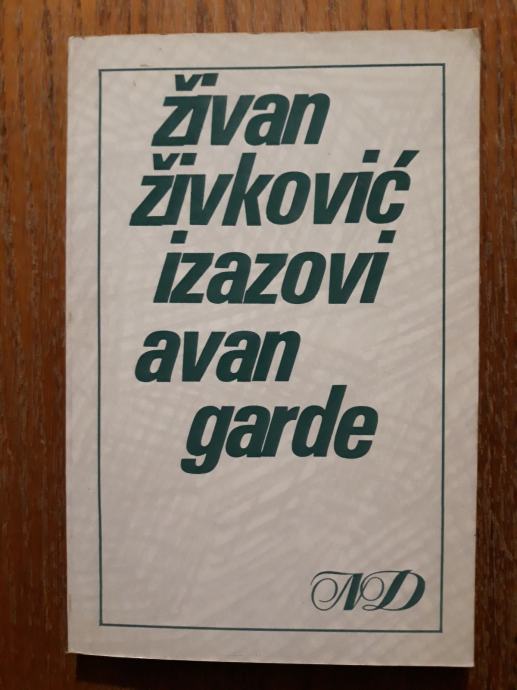 živan
živković
izazovi
avan
garde
ND